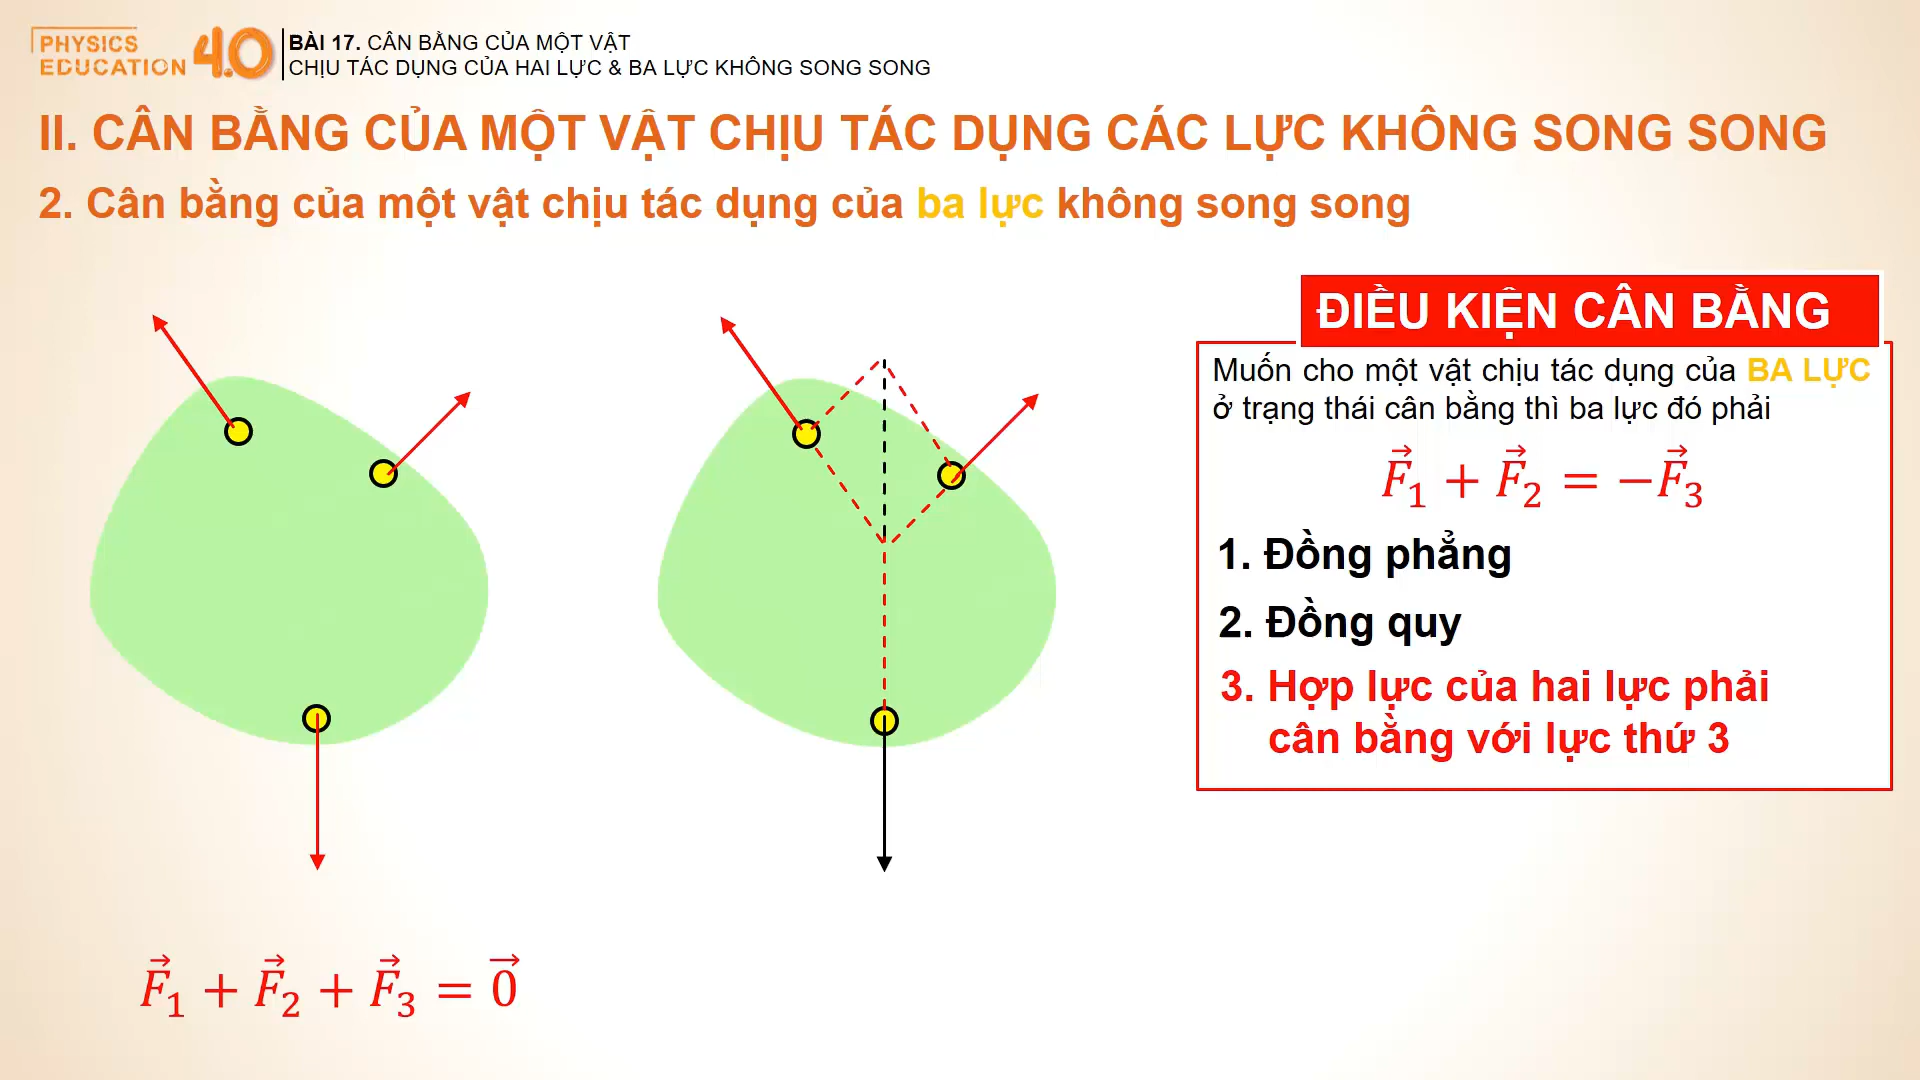 PHYSICS
EDUCATION 4.0
BÀI 17. CÂN BẰNG CỦA MỘT VẬT
CHỊU TÁC DỤNG CỦA HAI LỰC & BA LỰC KHÔNG SONG SONG
II. CÂN BẰNG CỦA MỘT VẬT CHỊU TÁC DỤNG CÁC LỰC KHÔNG SONG SONG
2. Cân bằng của một vật chịu tác dụng của ba lực không song song
ĐIỀU KIỆN CÂN BẰNG
Muốn cho một vật chịu tác dụng của BA LỰC
ở trạng thái cân bằng thì ba lực đó phải
F⃗₁ + F⃗₂ = −F⃗₃
1. Đồng phẳng
2. Đồng quy
3. Hợp lực của hai lực phải
cân bằng với lực thứ 3
F⃗₁ + F⃗₂ + F⃗₃ = 0⃗